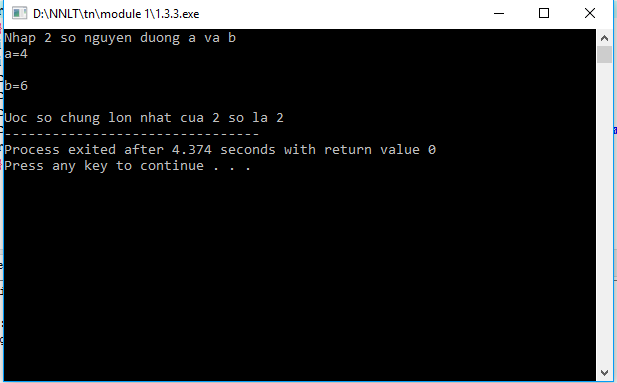 D:\NNLT\tn\module 1\1.3.3.exe
Nhap 2 so nguyen duong a va b
a=4
b=6
Uoc so chung lon nhat cua 2 so la 2
--------------------------------
Process exited after 4.374 seconds with return value 0
Press any key to continue . . .